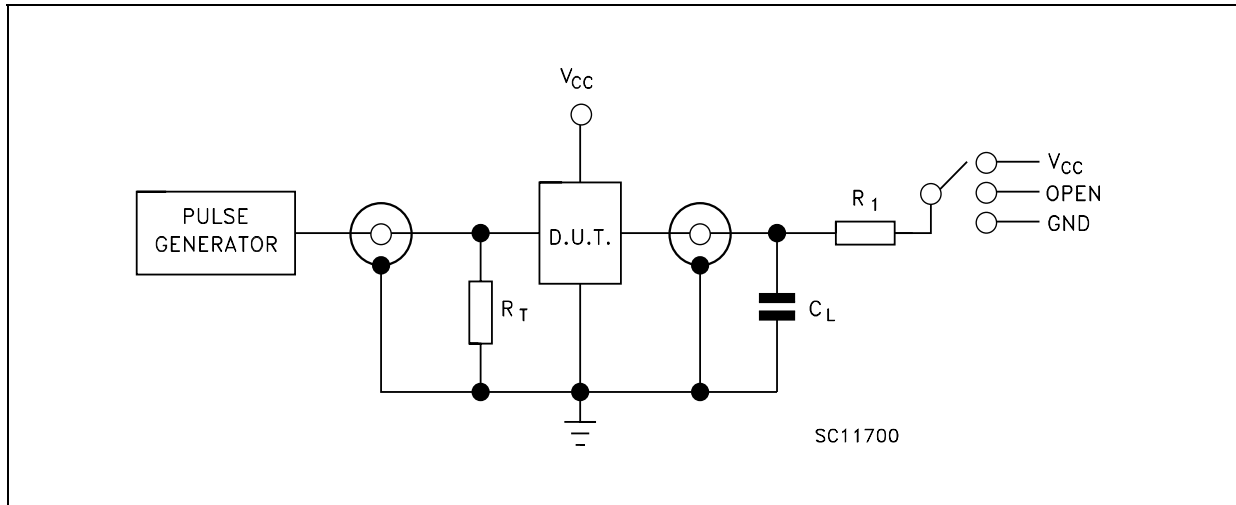 VCC
PULSE
GENERATOR
D.U.T.
RT
CL
R1
VCC
OPEN
GND
SC11700